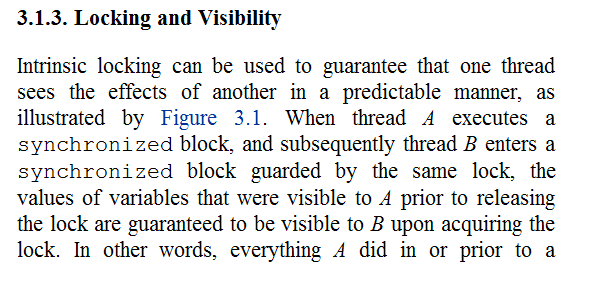 3.1.3. Locking and Visibility
Intrinsic locking can be used to guarantee that one thread
sees the effects of another in a predictable manner, as
illustrated by Figure 3.1. When thread A executes a
synchronized block, and subsequently thread B enters a
synchronized block guarded by the same lock, the
values of variables that were visible to A prior to releasing
the lock are guaranteed to be visible to B upon acquiring the
lock. In other words, everything A did in or prior to a